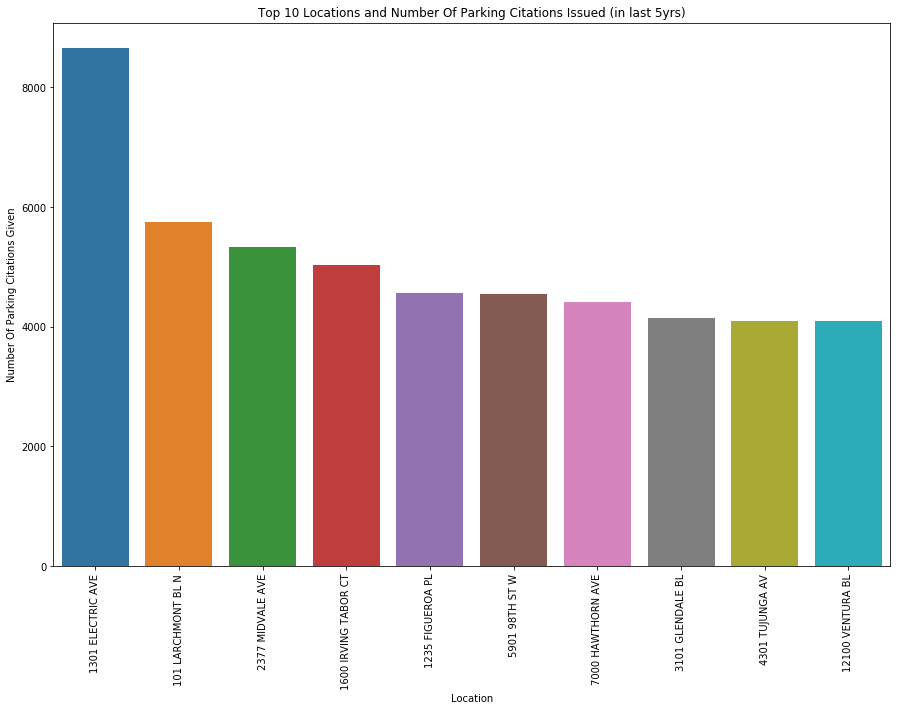 Top 10 Locations and Number Of Parking Citations Issued (in last 5yrs)
Number Of Parking Citations Given
8000
6000
4000
2000
0
1301 ELECTRIC AVE
101 LARCHMONT BL N
2377 MIDVALE AVE
1600 IRVING TABOR CT
1235 FIGUEROA PL
5901 98TH ST W
7000 HAWTHORN AVE
3101 GLENDALE BL
4301 TUJUNGA AV
12100 VENTURA BL
Location